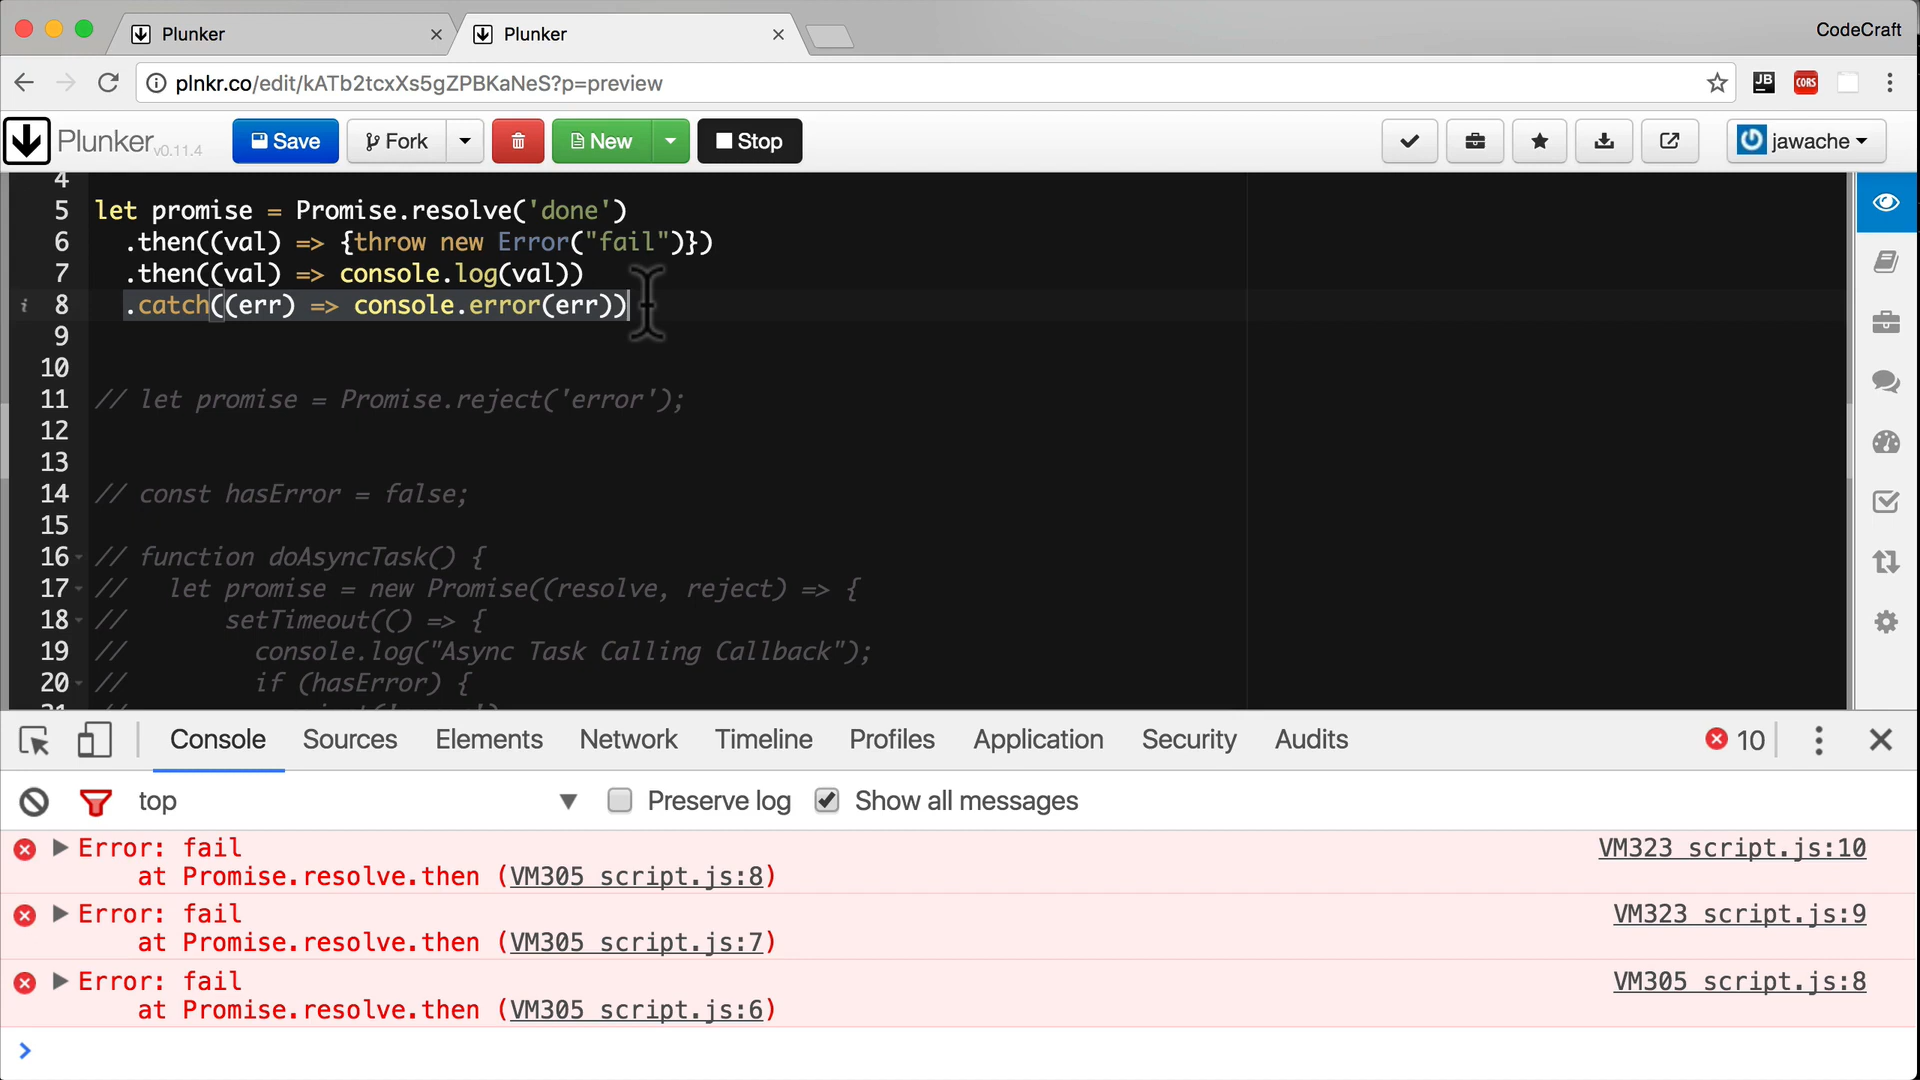 Plunker
Plunker
CodeCraft
plnkr.co/edit/kATb2tcxXs5gZPBKaNeS?p=preview
JB
CORS
Plunker v0.11.4
Save
Fork
New
Stop
jawache
4
5 let promise = Promise.resolve('done')
6 .then((val) => {throw new Error("fail")})
7 .then((val) => console.log(val))
i 8 .catch((err) => console.error(err))
9
10
11 // let promise = Promise.reject('error');
12
13
14 // const hasError = false;
15
16 // function doAsyncTask() {
17 // let promise = new Promise((resolve, reject) => {
18 // setTimeout(() => {
19 // console.log("Async Task Calling Callback");
20 // if (hasError) {
Console Sources Elements Network Timeline Profiles Application Security Audits 10
top Preserve log Show all messages
Error: fail VM323 script.js:10
at Promise.resolve.then (VM305 script.js:8)
Error: fail VM323 script.js:9
at Promise.resolve.then (VM305 script.js:7)
Error: fail VM305 script.js:8
at Promise.resolve.then (VM305 script.js:6)
>